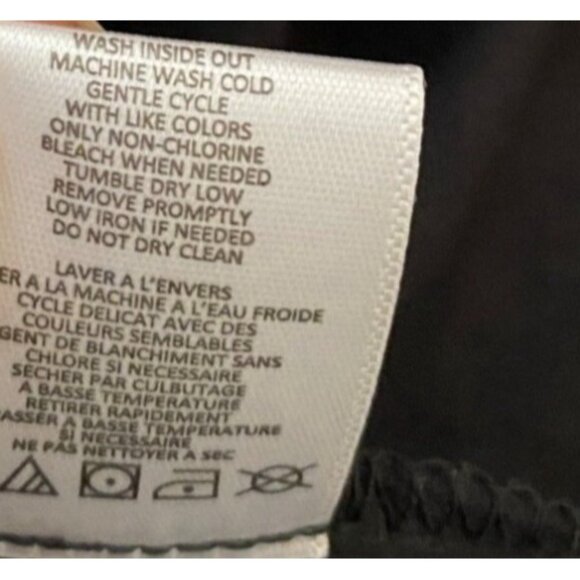 WASH INSIDE OUT
MACHINE WASH COLD
GENTLE CYCLE
WITH LIKE COLORS
ONLY NON-CHLORINE
BLEACH WHEN NEEDED
TUMBLE DRY LOW
REMOVE PROMPTLY
LOW IRON IF NEEDED
DO NOT DRY CLEAN
LAVER A L'ENVERS
ER A LA MACHINE A L'EAU FROIDE
CYCLE DELICAT AVEC DES
COULEURS SEMBLABLES
GENT DE BLANCHIMENT SANS
CHLORE SI NECESSAIRE
SECHER PAR CULBUTAGE
A BASSE TEMPERATURE
RETIRER RAPIDEMENT
ASSER A BASSE TEMPERATURE
SI NECESSAIRE
NE PAS NETTOYER A SEC